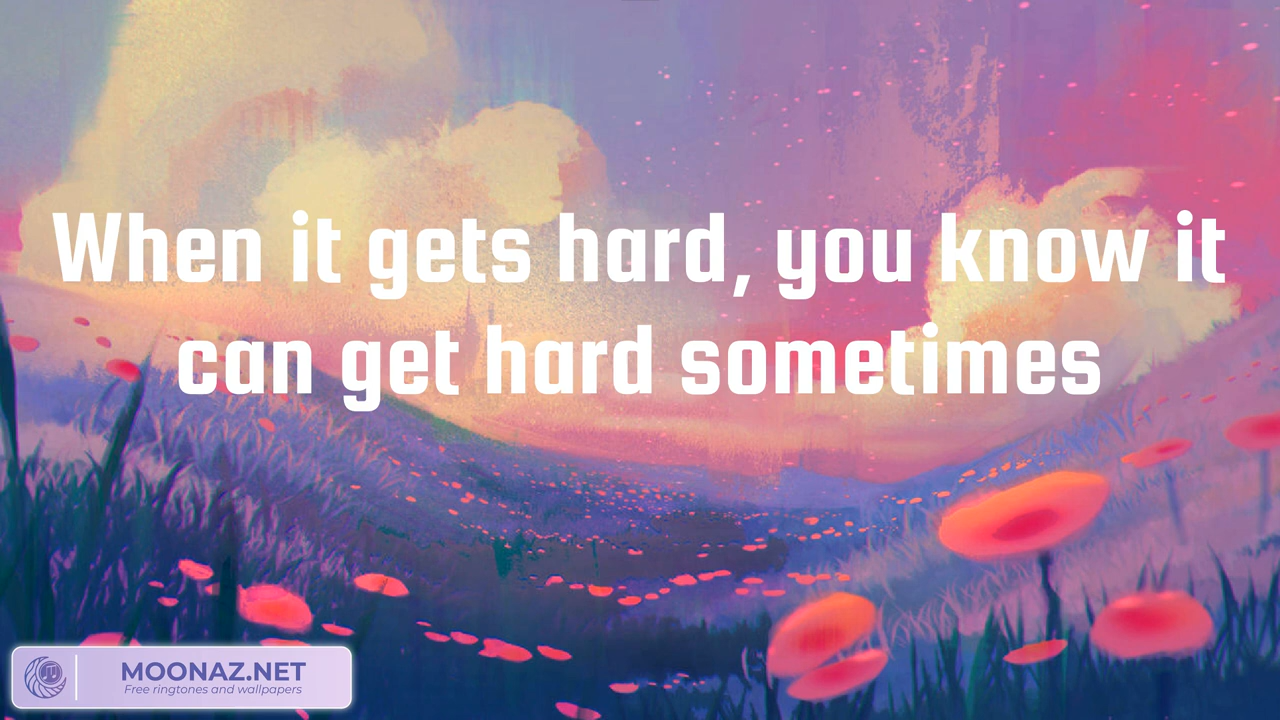 When it gets hard, you know it
can get hard sometimes
MOONAZ.NET
Free ringtones and wallpapers